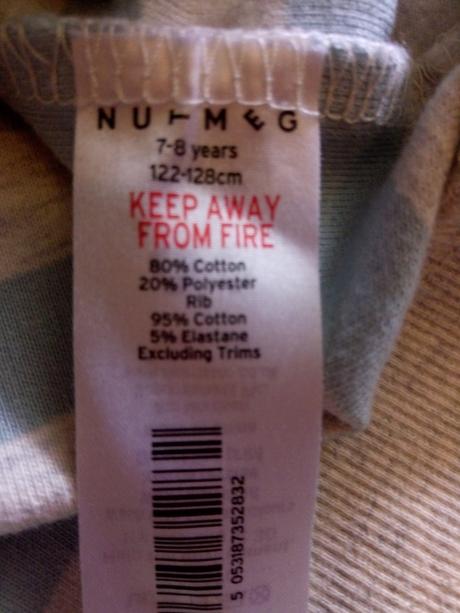 NUTMEG
7-8 years
122-128cm
KEEP AWAY
FROM FIRE
80% Cotton
20% Polyester
Rib
95% Cotton
5% Elastane
Excluding Trims
5 053187352832